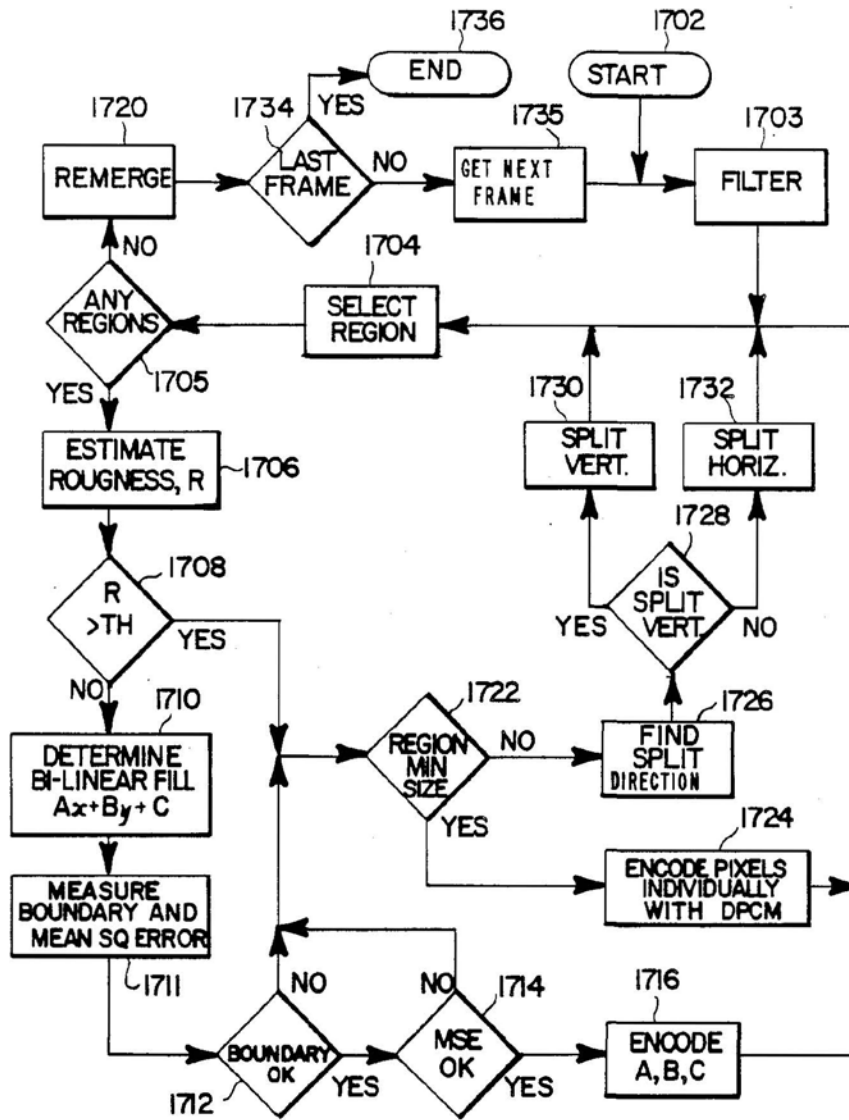 1736
END
1702
START
1720
REMERGE
1734
LAST
FRAME
YES
NO
1735
GET NEXT
FRAME
1703
FILTER
NO
ANY
REGIONS
1705
YES
1704
SELECT
REGION
1730
SPLIT
VERT.
1732
SPLIT
HORIZ.
ESTIMATE
ROUGNESS, R
1706
R
>TH
1708
YES
NO
1728
IS
SPLIT
VERT.
YES
NO
1710
DETERMINE
BI-LINEAR FILL
Ax+By+C
1722
REGION
MIN
SIZE
NO
YES
1726
FIND
SPLIT
DIRECTION
1724
ENCODE PIXELS
INDIVIDUALLY
WITH DPCM
MEASURE
BOUNDARY AND
MEAN SQ ERROR
1711
NO
BOUNDARY
OK
1712
YES
NO
1714
MSE
OK
YES
1716
ENCODE
A, B, C